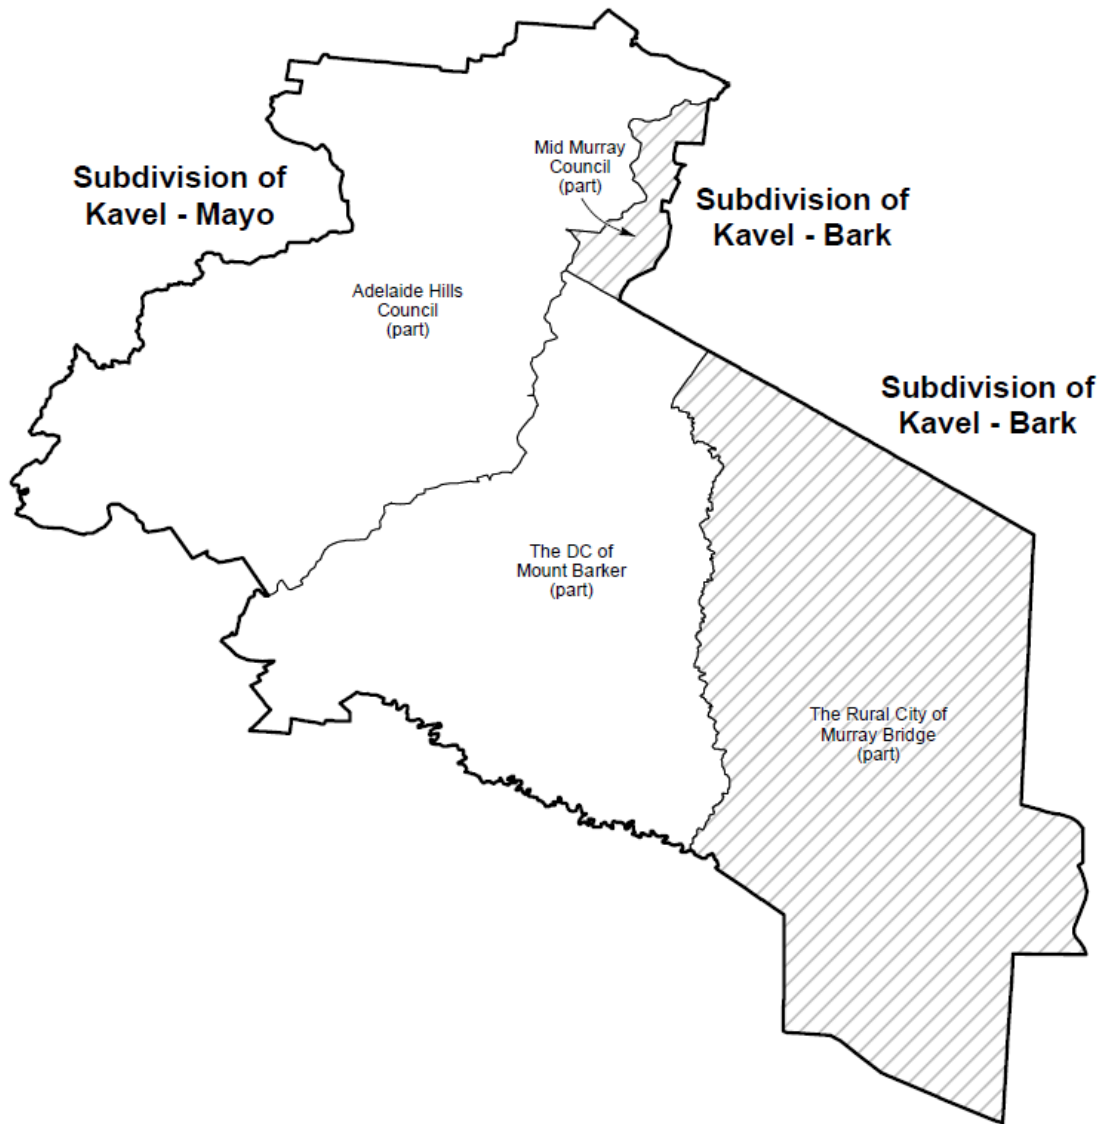 Mid Murray
Council
(part)
Subdivision of
Kavel - Mayo
Subdivision of
Kavel - Bark
Adelaide Hills
Council
(part)
Subdivision of
Kavel - Bark
The DC of
Mount Barker
(part)
The Rural City of
Murray Bridge
(part)